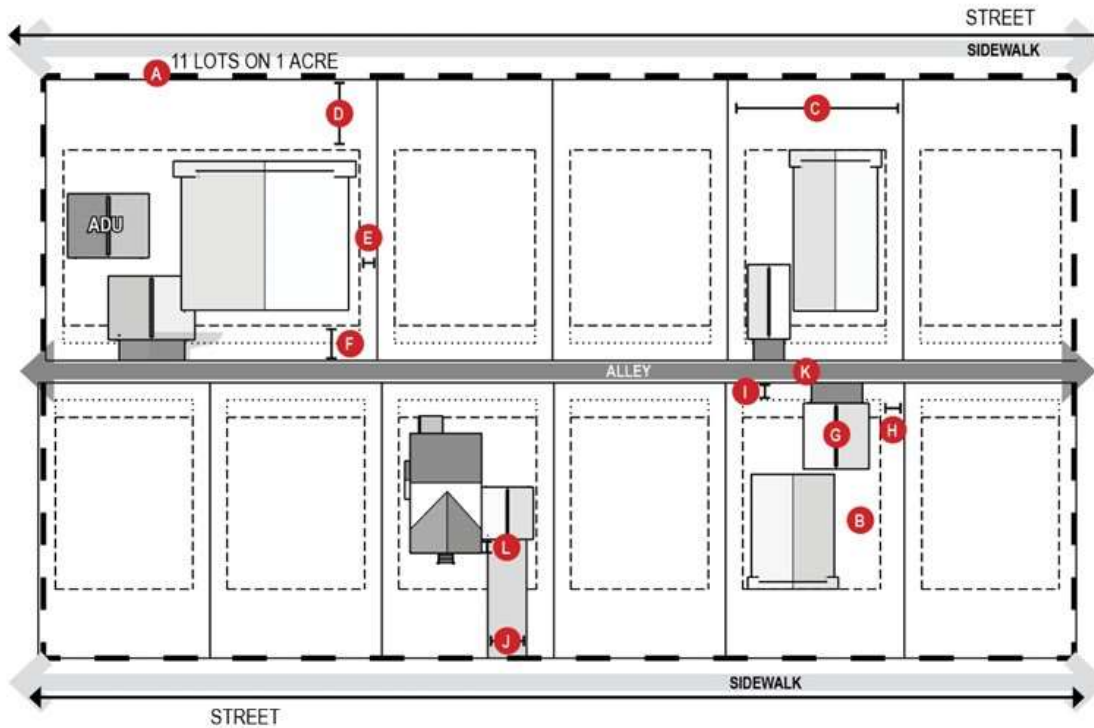 STREET
SIDEWALK
A
11 LOTS ON 1 ACRE
D
C
ADU
E
F
ALLEY
K
I
H
G
B
L
J
SIDEWALK
STREET